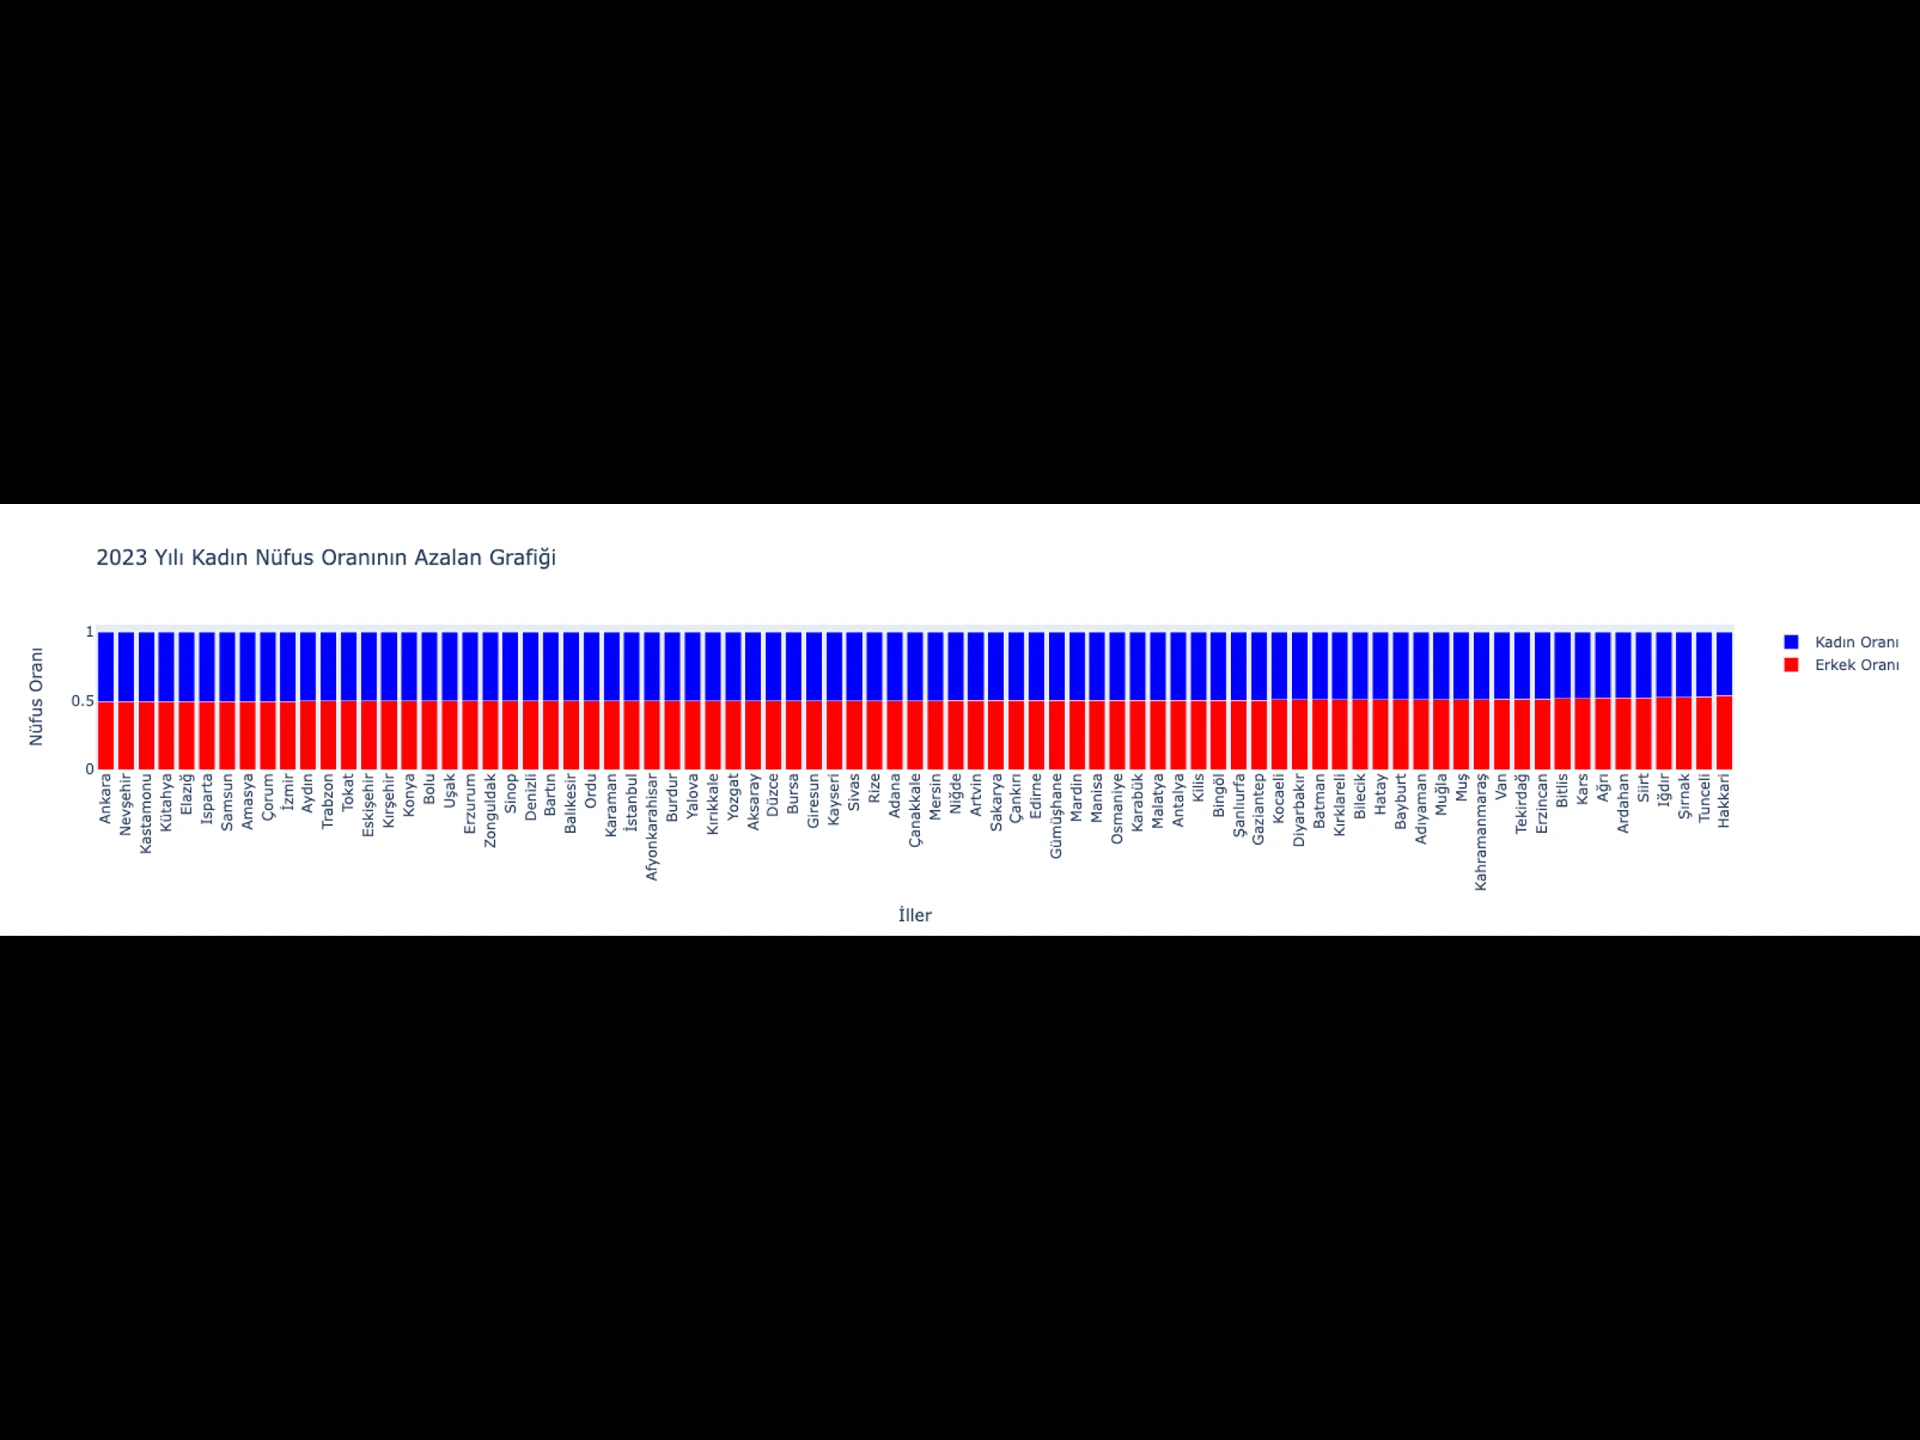 2023 Yılı Kadın Nüfus Oranının Azalan Grafiği
Nüfus Oranı
1
0.5
0
Kadın Oranı
Erkek Oranı
Ankara
Nevşehir
Kastamonu
Kütahya
Elazığ
Isparta
Samsun
Amasya
Çorum
İzmir
Aydın
Trabzon
Tokat
Eskişehir
Kırşehir
Konya
Bolu
Uşak
Erzurum
Zonguldak
Sinop
Denizli
Bartın
Balıkesir
Ordu
Karaman
İstanbul
Afyonkarahisar
Burdur
Yalova
Kırıkkale
Yozgat
Aksaray
Düzce
Bursa
Giresun
Kayseri
Sivas
Rize
Adana
Çanakkale
Mersin
Niğde
Artvin
Sakarya
Çankırı
Edirne
Gümüşhane
Mardin
Manisa
Osmaniye
Karabük
Malatya
Antalya
Kilis
Bingöl
Şanlıurfa
Gaziantep
Kocaeli
Diyarbakır
Batman
Kırklareli
Bilecik
Hatay
Bayburt
Adıyaman
Muğla
Muş
Kahramanmaraş
Van
Tekirdağ
Erzincan
Bitlis
Kars
Ağrı
Ardahan
Siirt
Iğdır
Şırnak
Tunceli
Hakkari
İller